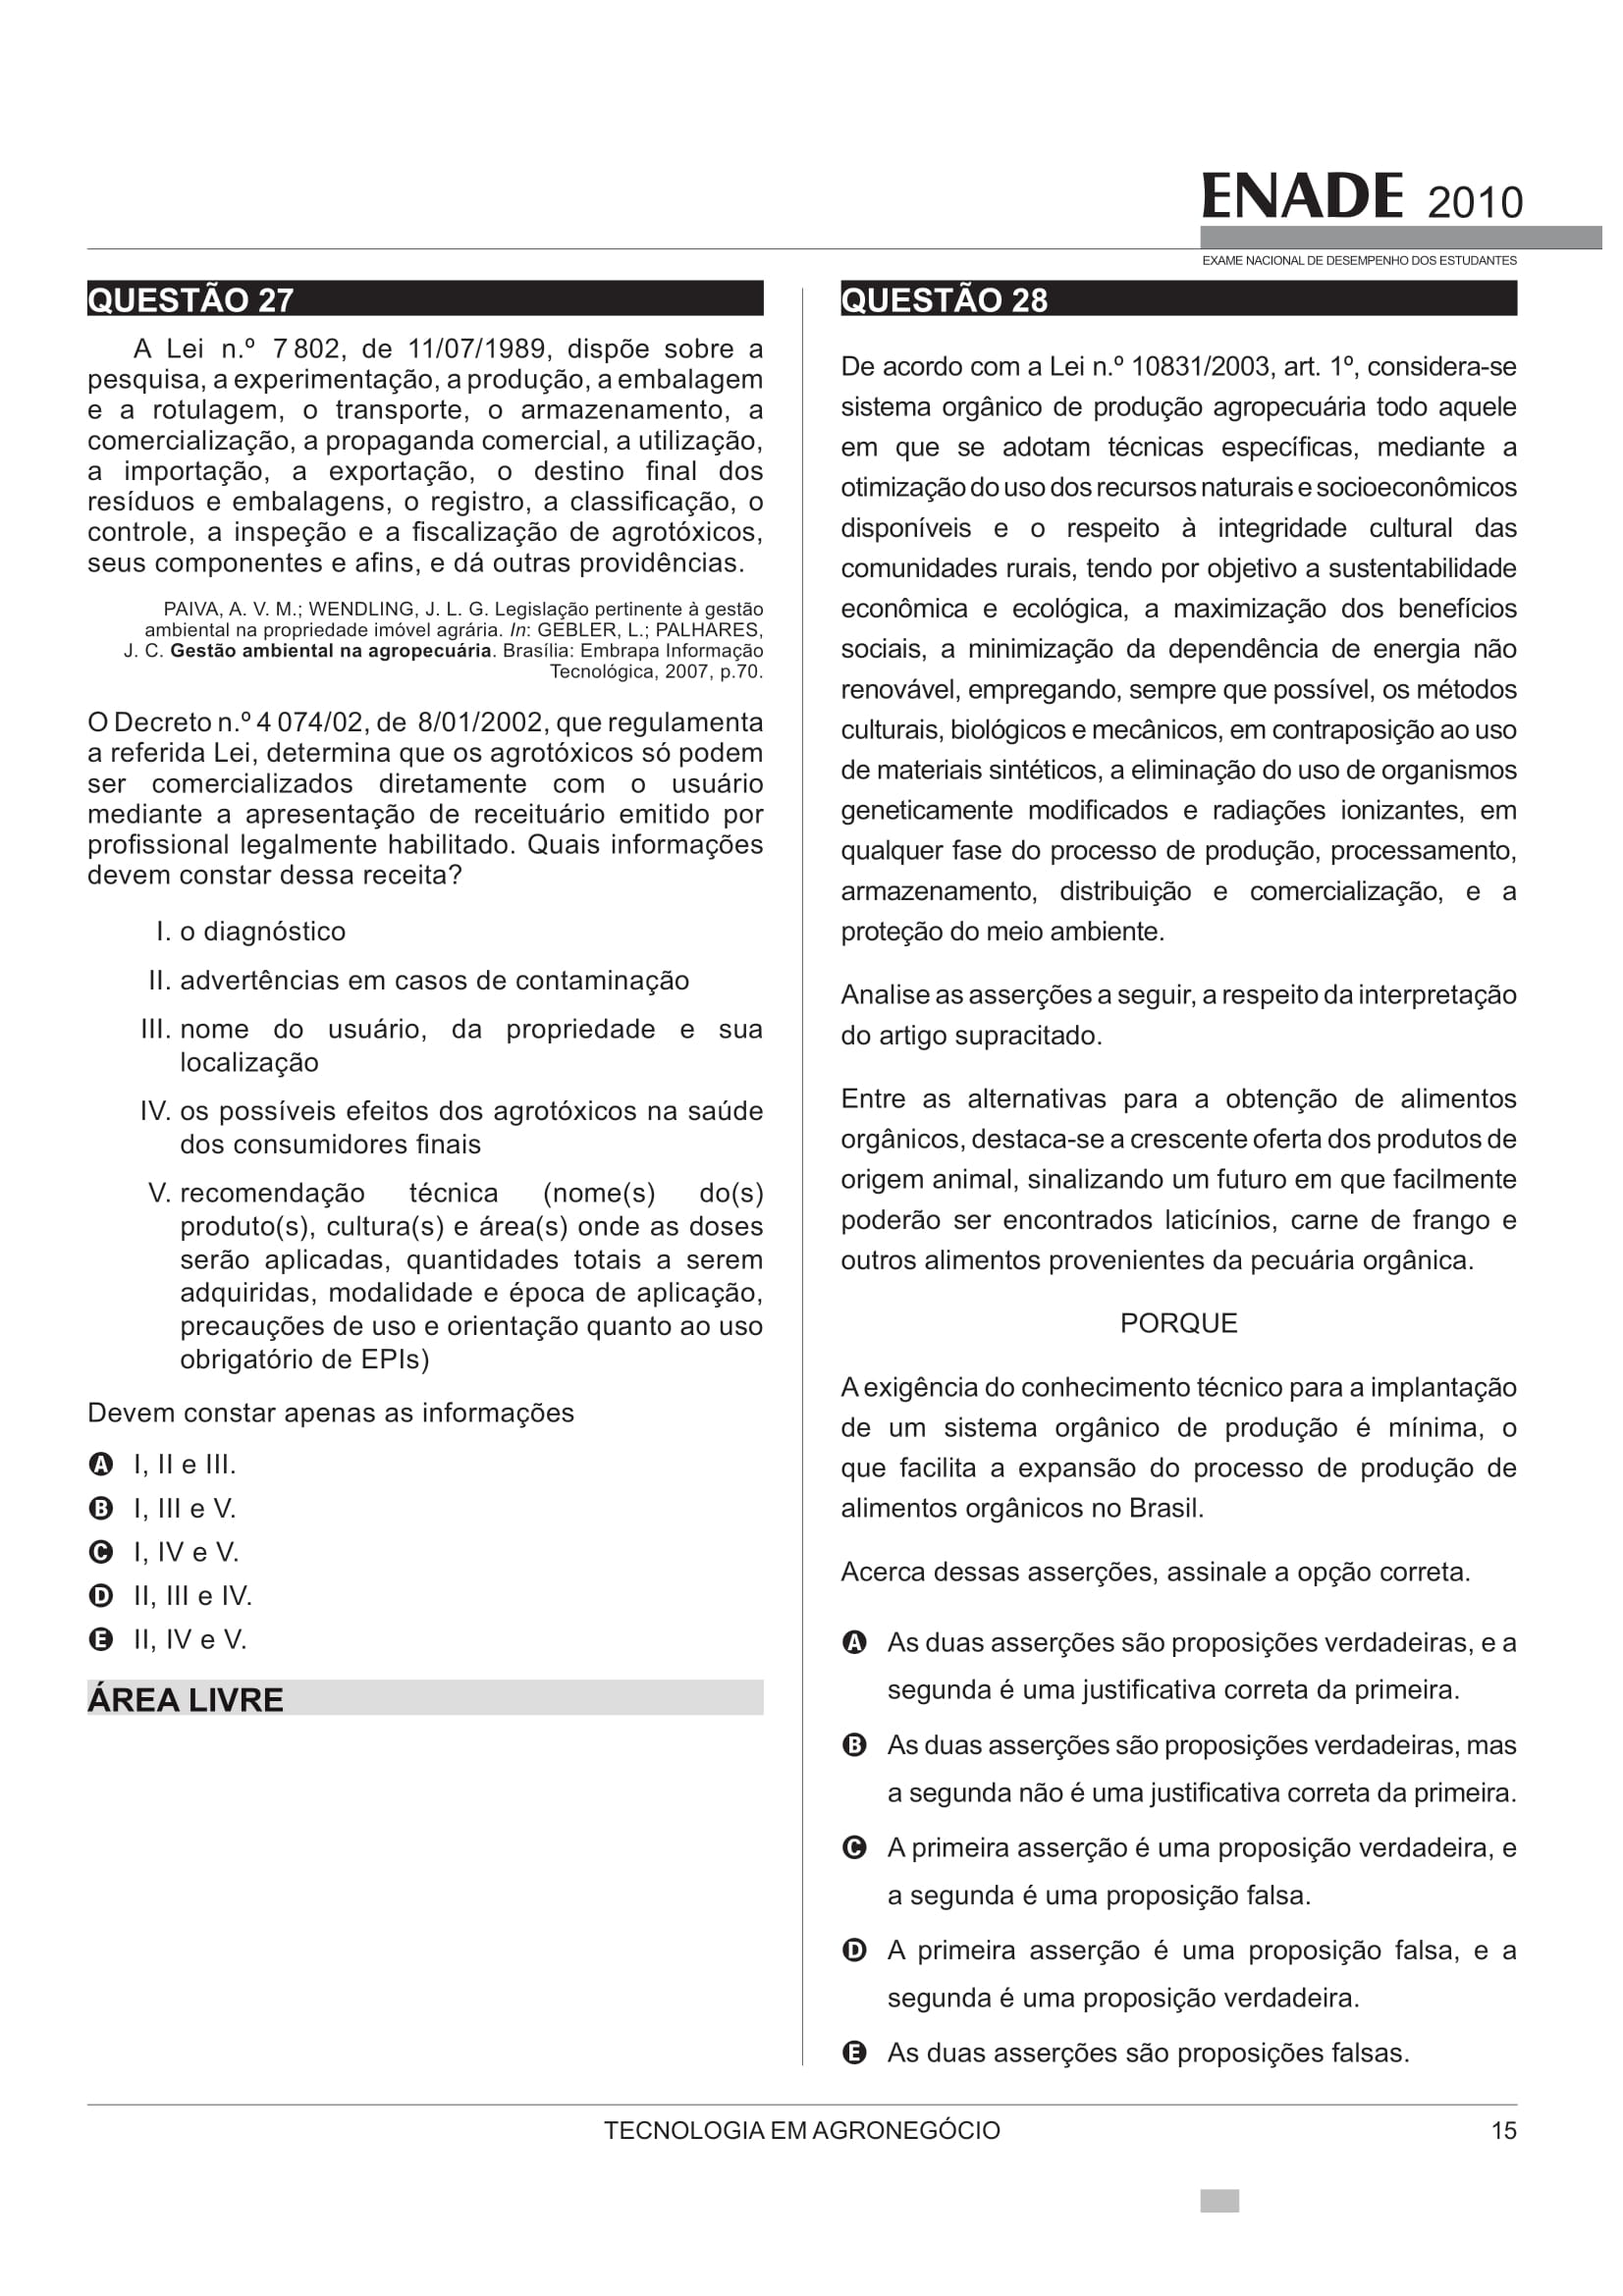 ENADE 2010
EXAME NACIONAL DE DESEMPENHO DOS ESTUDANTES
QUESTÃO 27
A Lei n.º 7 802, de 11/07/1989, dispõe sobre a
pesquisa, a experimentação, a produção, a embalagem
e a rotulagem, o transporte, o armazenamento, a
comercialização, a propaganda comercial, a utilização,
a importação, a exportação, o destino final dos
resíduos e embalagens, o registro, a classificação, o
controle, a inspeção e a fiscalização de agrotóxicos,
seus componentes e afins, e dá outras providências.
PAIVA, A. V. M.; WENDLING, J. L. G. Legislação pertinente à gestão
ambiental na propriedade imóvel agrária. In: GEBLER, L.; PALHARES,
J. C. Gestão ambiental na agropecuária. Brasília: Embrapa Informação
Tecnológica, 2007, p.70.
O Decreto n.º 4 074/02, de 8/01/2002, que regulamenta
a referida Lei, determina que os agrotóxicos só podem
ser comercializados diretamente com o usuário
mediante a apresentação de receituário emitido por
profissional legalmente habilitado. Quais informações
devem constar dessa receita?
I. o diagnóstico
II. advertências em casos de contaminação
III. nome do usuário, da propriedade e sua
localização
IV. os possíveis efeitos dos agrotóxicos na saúde
dos consumidores finais
V. recomendação técnica (nome(s) do(s)
produto(s), cultura(s) e área(s) onde as doses
serão aplicadas, quantidades totais a serem
adquiridas, modalidade e época de aplicação,
precauções de uso e orientação quanto ao uso
obrigatório de EPIs)
Devem constar apenas as informações
A I, II e III.
B I, III e V.
C I, IV e V.
D II, III e IV.
E II, IV e V.
ÁREA LIVRE
QUESTÃO 28
De acordo com a Lei n.º 10831/2003, art. 1º, considera-se
sistema orgânico de produção agropecuária todo aquele
em que se adotam técnicas específicas, mediante a
otimização do uso dos recursos naturais e socioeconômicos
disponíveis e o respeito à integridade cultural das
comunidades rurais, tendo por objetivo a sustentabilidade
econômica e ecológica, a maximização dos benefícios
sociais, a minimização da dependência de energia não
renovável, empregando, sempre que possível, os métodos
culturais, biológicos e mecânicos, em contraposição ao uso
de materiais sintéticos, a eliminação do uso de organismos
geneticamente modificados e radiações ionizantes, em
qualquer fase do processo de produção, processamento,
armazenamento, distribuição e comercialização, e a
proteção do meio ambiente.
Analise as asserções a seguir, a respeito da interpretação
do artigo supracitado.
Entre as alternativas para a obtenção de alimentos
orgânicos, destaca-se a crescente oferta dos produtos de
origem animal, sinalizando um futuro em que facilmente
poderão ser encontrados laticínios, carne de frango e
outros alimentos provenientes da pecuária orgânica.
PORQUE
A exigência do conhecimento técnico para a implantação
de um sistema orgânico de produção é mínima, o
que facilita a expansão do processo de produção de
alimentos orgânicos no Brasil.
Acerca dessas asserções, assinale a opção correta.
A As duas asserções são proposições verdadeiras, e a
segunda é uma justificativa correta da primeira.
B As duas asserções são proposições verdadeiras, mas
a segunda não é uma justificativa correta da primeira.
C A primeira asserção é uma proposição verdadeira, e
a segunda é uma proposição falsa.
D A primeira asserção é uma proposição falsa, e a
segunda é uma proposição verdadeira.
E As duas asserções são proposições falsas.
TECNOLOGIA EM AGRONEGÓCIO
15